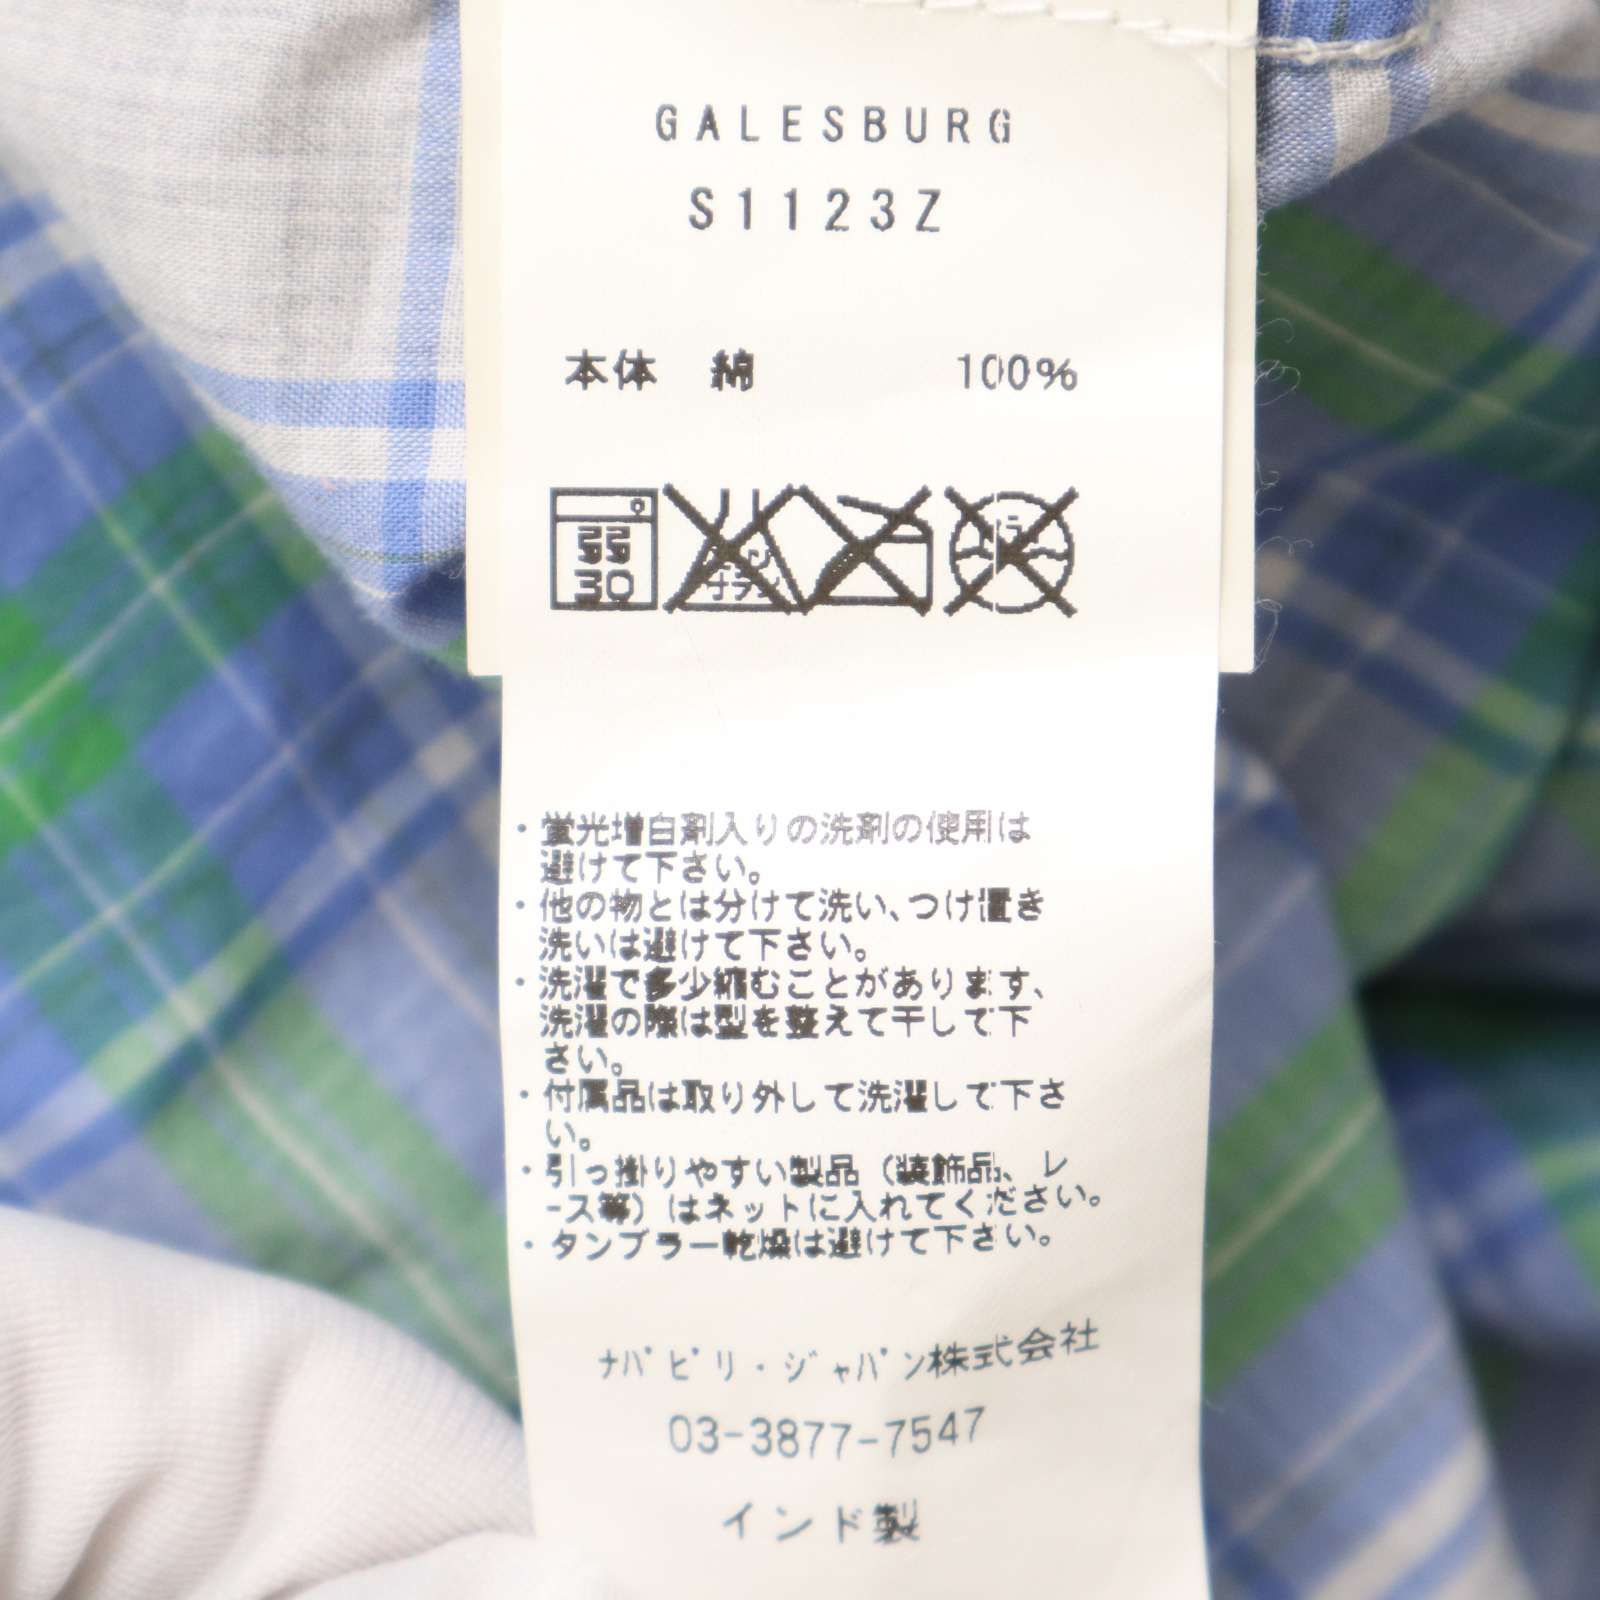 GALESBURG
S1123Z
本体 綿 100%
弱
30
・蛍光増白剤入りの洗剤の使用は
避けて下さい。
・他の物とは分けて洗い、つけ置き
洗いは避けて下さい。
・洗濯で多少縮むことがあります、
洗濯の際は型を整えて干して下
さい。
・付属品は取り外して洗濯して下さ
い。
・引っ掛りやすい製品（装飾品、レ
ース等）はネットに入れてください。
・タンブラー乾燥は避けて下さい。
ナパピリ・ジャパン株式会社
03-3877-7547
インド製